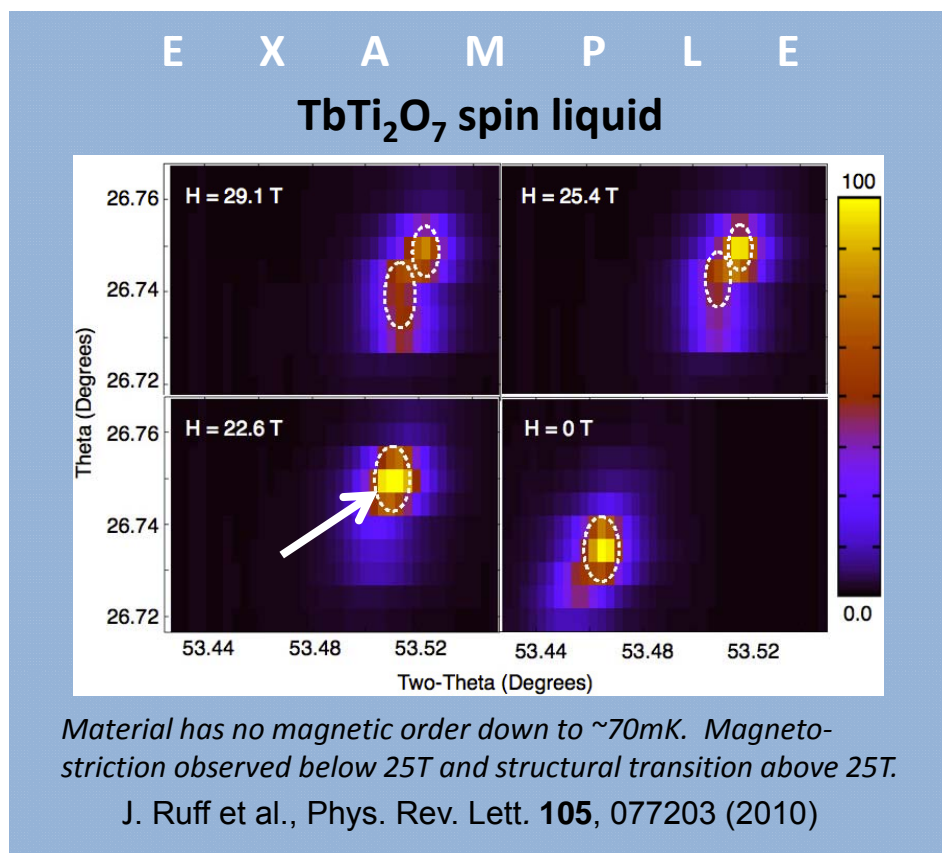 E X A M P L E
TbTi₂O₇ spin liquid
H = 29.1 T
H = 25.4 T
100
26.76
26.74
26.72
H = 22.6 T
H = 0 T
26.76
26.74
26.72
0.0
Theta (Degrees)
53.44 53.48 53.52 53.44 53.48 53.52
Two-Theta (Degrees)
Material has no magnetic order down to ~70mK. Magneto-
striction observed below 25T and structural transition above 25T.
J. Ruff et al., Phys. Rev. Lett. 105, 077203 (2010)